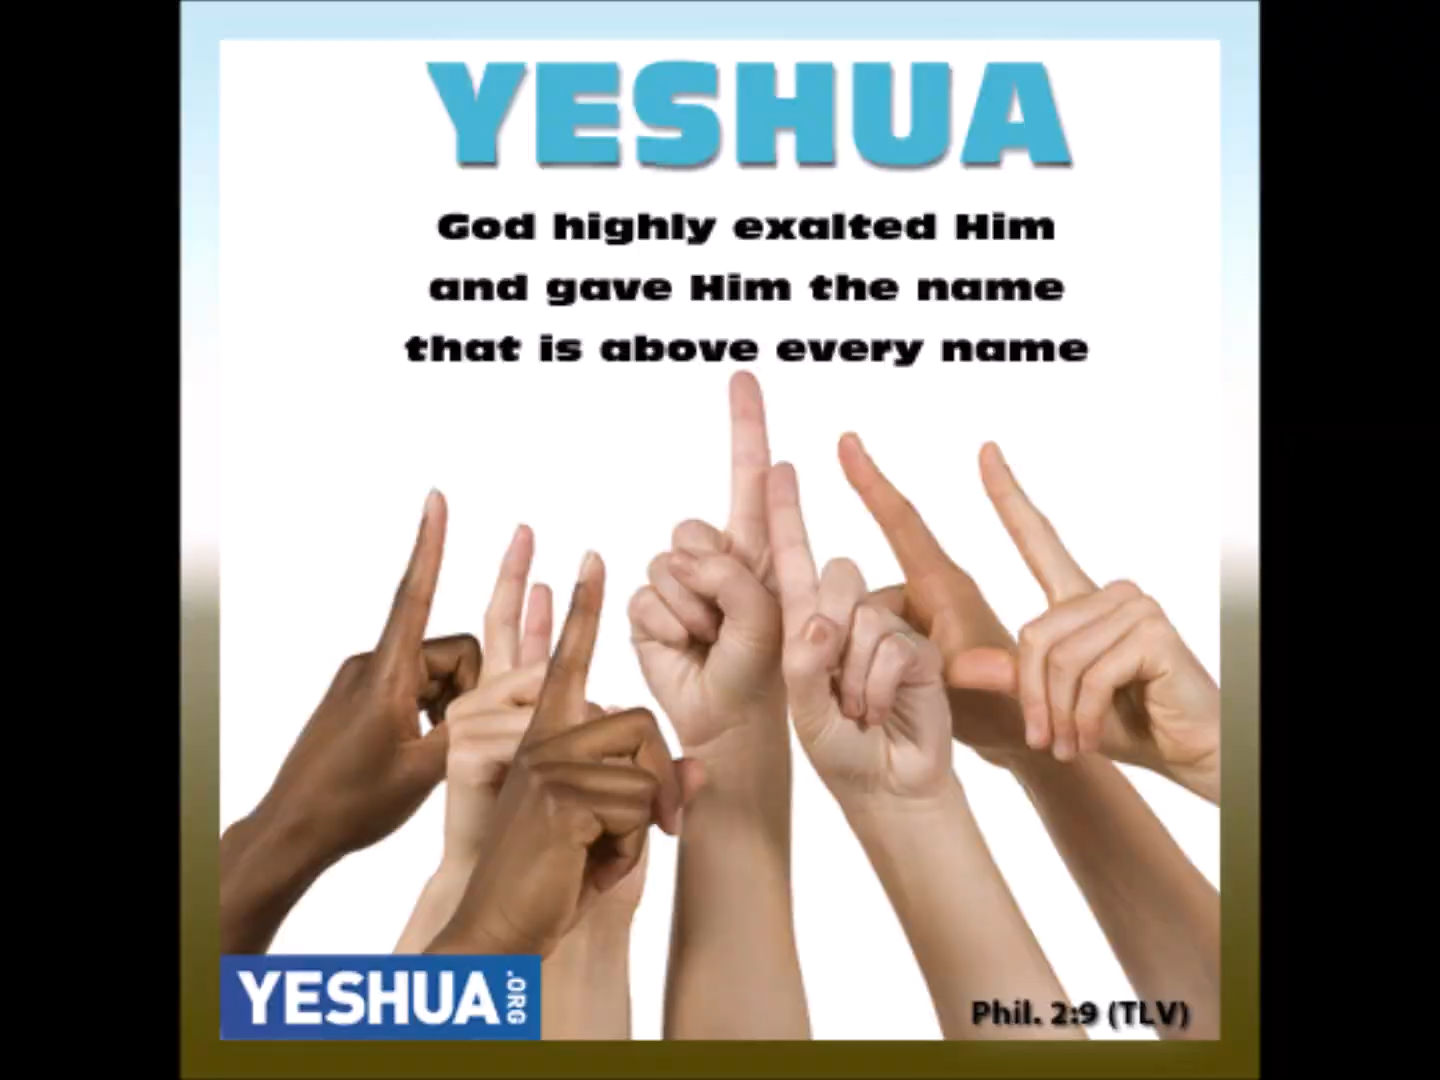 YESHUA
God highly exalted Him
and gave Him the name
that is above every name
YESHUA.ORG
Phil. 2:9 (TLV)